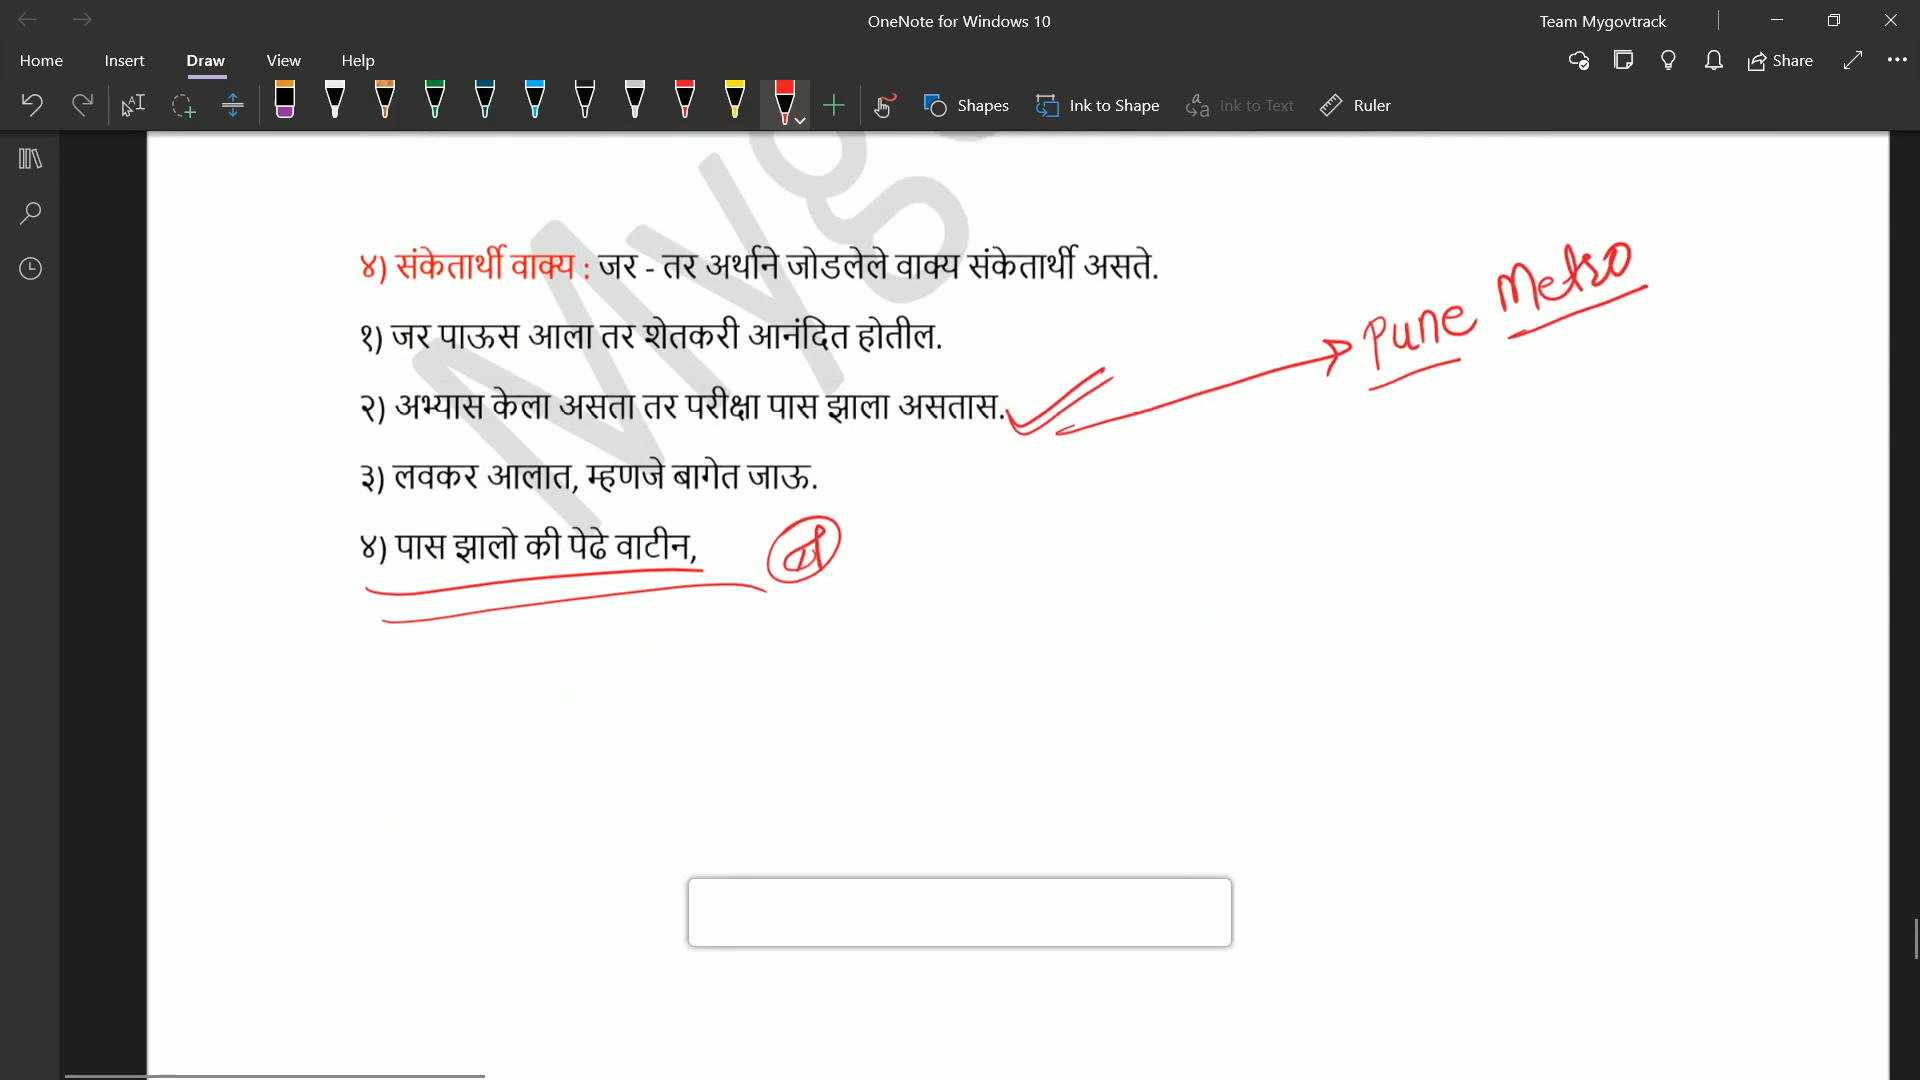 OneNote for Windows 10
Team Mygovtrack
Home Insert Draw View Help
Share
Shapes Ink to Shape Ink to Text Ruler
Myg
४) संकेतार्थी वाक्य : जर - तर अर्थाने जोडलेले वाक्य संकेतार्थी असते.
१) जर पाऊस आला तर शेतकरी आनंदित होतील.
Pune Metro
२) अभ्यास केला असता तर परीक्षा पास झाला असतास.
३) लवकर आलात, म्हणजे बागेत जाऊ.
४) पास झालो की पेढे वाटीन,